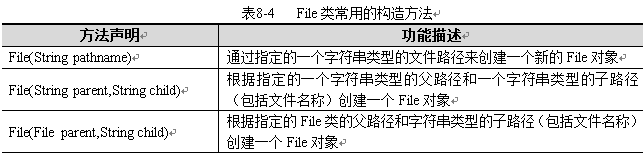 表8-4 File 类常用的构造方法
方法声明 功能描述
File(String pathname) 通过指定的一个字符串类型的文件路径来创建一个新的 File 对象
File(String parent,String child) 根据指定的一个字符串类型的父路径和一个字符串类型的子路径
（包括文件名称）创建一个 File 对象
File(File parent,String child) 根据指定的 File 类的父路径和字符串类型的子路径（包括文件名称）
创建一个 File 对象